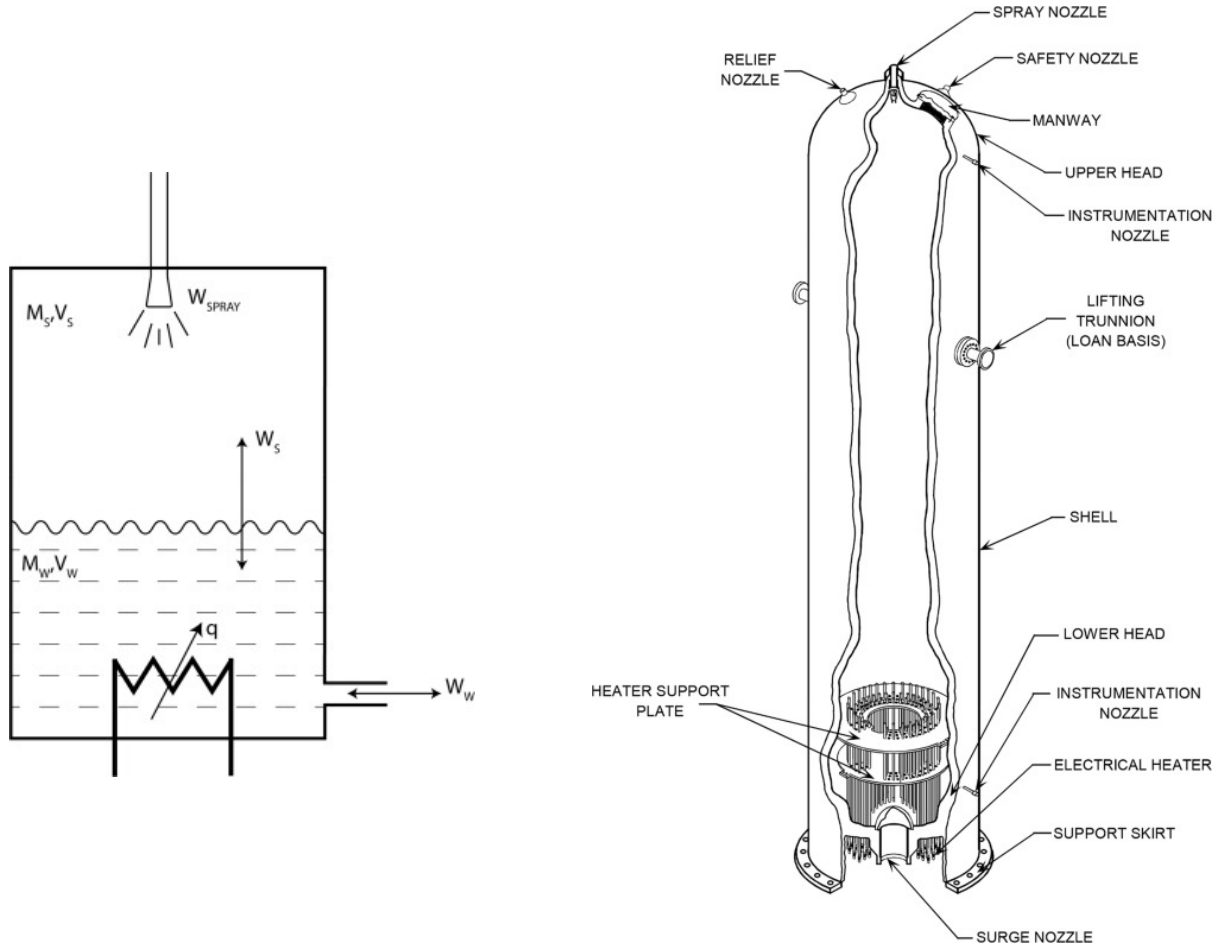 M_S,V_S
W_SPRAY
W_S
M_W,V_W
q
W_W
SPRAY NOZZLE
RELIEF
NOZZLE
SAFETY NOZZLE
MANWAY
UPPER HEAD
INSTRUMENTATION
NOZZLE
LIFTING
TRUNNION
(LOAN BASIS)
SHELL
LOWER HEAD
HEATER SUPPORT
PLATE
INSTRUMENTATION
NOZZLE
ELECTRICAL HEATER
SUPPORT SKIRT
SURGE NOZZLE